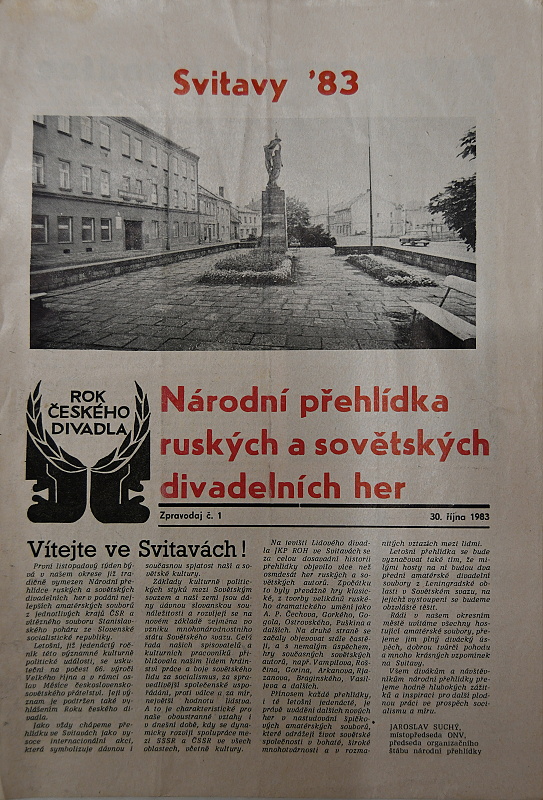 Svitavy '83
ROK
ČESKÉHO
DIVADLA
Národní přehlídka
ruských a sovětských
divadelních her
Zpravodaj č. 1
30. října 1983
Vítejte ve Svitavách!
První listopadový týden bý-
vá v našem okrese již tra-
dičně vymezen Národní pře-
hlídce ruských a sovětských
divadelních her v podání nej-
lepších amatérských souborů
z jednotlivých krajů ČSR a
vítězného souboru Stanislav-
ského poháru ze Slovenské
socialistické republiky.
Letošní, již jedenáctý roč-
ník této významné kulturně
politické události, se usku-
teční na počest 66. výročí
Velkého října a v rámci os-
lav Měsíce československo-
sovětského přátelství. Její vý-
znam je podtržen také vy-
hlášením Roku českého di-
vadla.
Jako vždy chápeme pře-
hlídku ve Svitavách jako vy-
soce internacionální akci,
která symbolizuje dávnou i
současnou spjatost naší a so-
větské kultury.
Základy kulturně politic-
kých styků mezi Sovětským
svazem a naší zemí jsou dá-
ny dávnou slovanskou sou-
náležitostí a rozvíjejí se na
novém základě zejména po
vzniku mnohonárodnostního
státu Sovětského svazu. Celá
řada našich spisovatelů a
kulturních pracovníků při-
bližovala našim lidem hrdin-
ství práce a boje sovětského
lidu za socialismus, za spra-
vedlivější společenské uspo-
řádání, proti válce a za mír,
nejvyšší hodnotu lidstva.
A to je charakteristické pro
naše oboustranné vztahy i
v dnešní době, kdy se dyna-
micky rozvíjí spolupráce me-
zi SSSR a ČSSR ve všech
oblastech, včetně kultury.
Na jevišti Lidového divad-
la JKP ROH ve Svitavách se
za celou dosavadní historii
přehlídky objevilo více než
osmdesát her ruských a so-
větských autorů. Zpočátku
to byly převážně hry klasic-
ké, z tvorby velikánů ruské-
ho dramatického umění jako
A. P. Čechova, Gorkého, Go-
gola, Ostrovského, Puškina a
dalších. Na druhé straně se
začaly objevovat stále čast-
ji, a s nemalým úspěchem,
hry současných sovětských
autorů, např. Vampilova, Roš-
čina, Gorina, Arkanova, Rja-
zanova, Braginského, Vasil-
jeva a dalších.
Přínosem každé přehlídky,
i té letošní jedenácté, je
právě uvádění dalších nových
her v nastudování špičko-
vých amatérských souborů,
které odrážejí život sovětské
společnosti v bohaté, široké
mnohotvárnosti a v rozma-
nitých vztazích mezi lidmi.
Letošní přehlídka se bude
vyznačovat také tím, že mi-
lými hosty na ní budou dva
přední amatérské divadelní
soubory z Leningradské ob-
lasti v Sovětském svazu, na
jejichž vystoupení se budeme
obzvláště těšit.
Rádi v našem okresním
městě uvítáme všechny hos-
tující amatérské soubory, pře-
jeme jim plný divácký ús-
pěch, dobrou tvůrčí pohodu
a mnoho krásných vzpomínek
na Svitavy.
Všem divákům a návštěv-
níkům národní přehlídky pře-
jeme hodně hlubokých zážit-
ků a inspirací pro další plod-
nou práci ve prospěch soci-
alismu a míru.
JAROSLAV SUCHÝ,
místopředseda ONV,
předseda organizačního
štábu národní přehlídky